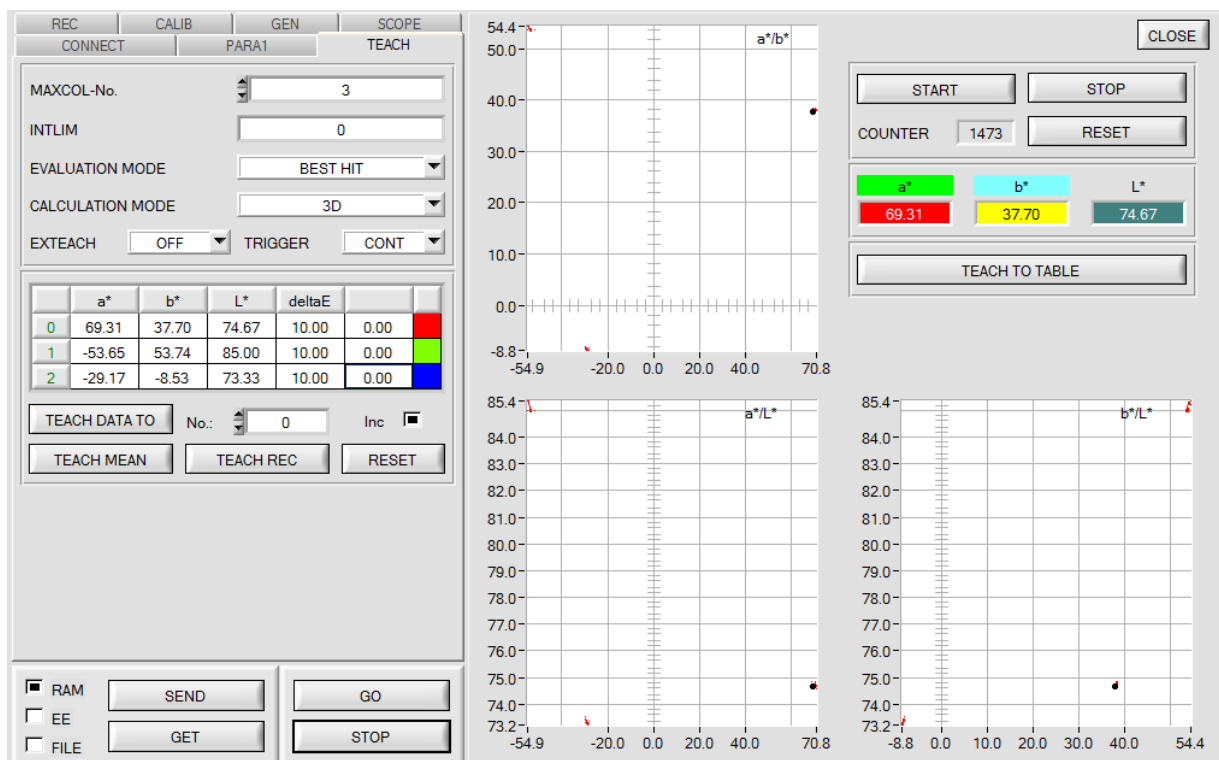 REC CALIB GEN SCOPE
CONNECT PARA1 TEACH
MAXCOL-No. 3
INTLIM 0
EVALUATION MODE BEST HIT
CALCULATION MODE 3D
EXTEACH OFF TRIGGER CONT
a* b* L* deltaE
0 69.31 37.70 74.67 10.00 0.00
1 -53.65 53.74 85.00 10.00 0.00
2 -29.17 -8.53 73.33 10.00 0.00
TEACH DATA TO No.: 0 Inc
TEACH MEAN TEACH REC RESET
RAM SEND GO
EE
FILE GET STOP
a*/b*
54.4
50.0
40.0
30.0
20.0
10.0
0.0
-8.8
-54.9 -20.0 0.0 20.0 40.0 70.8
CLOSE
START STOP
COUNTER 1473 RESET
a* b* L*
69.31 37.70 74.67
TEACH TO TABLE
a*/L*
85.4
84.0
83.0
82.0
81.0
80.0
79.0
78.0
77.0
76.0
75.0
74.0
73.2
-54.9 -20.0 0.0 20.0 40.0 70.8
b*/L*
85.4
84.0
83.0
82.0
81.0
80.0
79.0
78.0
77.0
76.0
75.0
74.0
73.2
-8.8 0.0 10.0 20.0 30.0 40.0 54.4